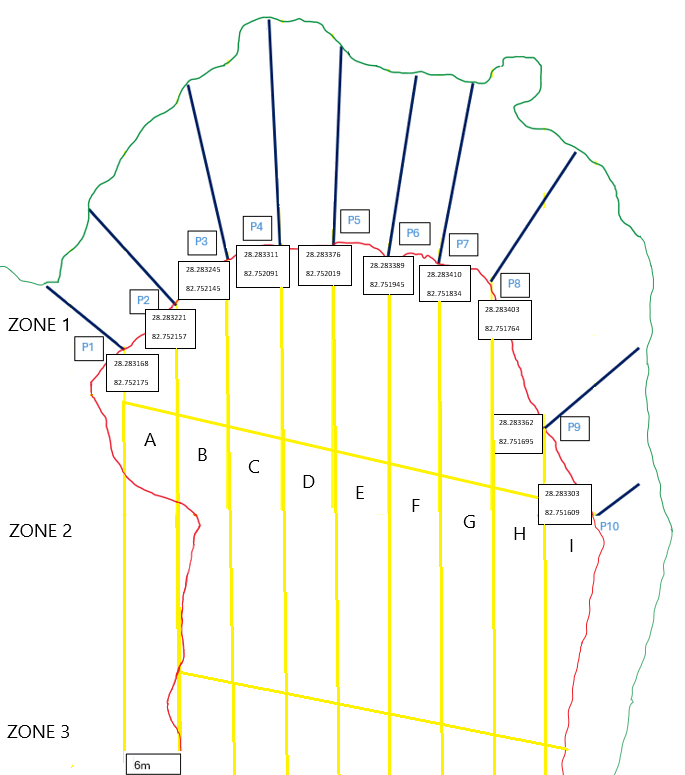 P4
P5
P3
P6
P7
28.283311
82.752091
28.283376
82.752019
28.283245
82.752145
28.283389
82.751945
28.283410
82.751834
P8
P2
28.283403
82.751764
ZONE 1
28.283221
82.752157
P1
28.283168
82.752175
28.283362
82.751695
P9
A
B
C
D
E
F
G
H
I
28.283303
82.751609
P10
ZONE 2
ZONE 3
6m